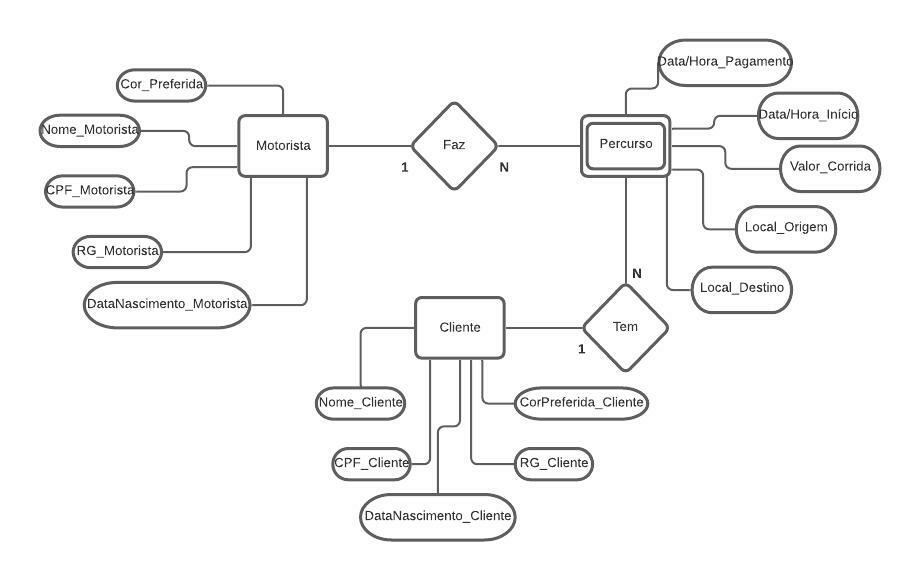 Data/Hora_Pagamento
Cor_Preferida
Nome_Motorista
Motorista
Faz
Percurso
Data/Hora_Início
1
N
Valor_Corrida
CPF_Motorista
Local_Origem
RG_Motorista
DataNascimento_Motorista
N
Local_Destino
Cliente
Tem
1
Nome_Cliente
CorPreferida_Cliente
CPF_Cliente
RG_Cliente
DataNascimento_Cliente